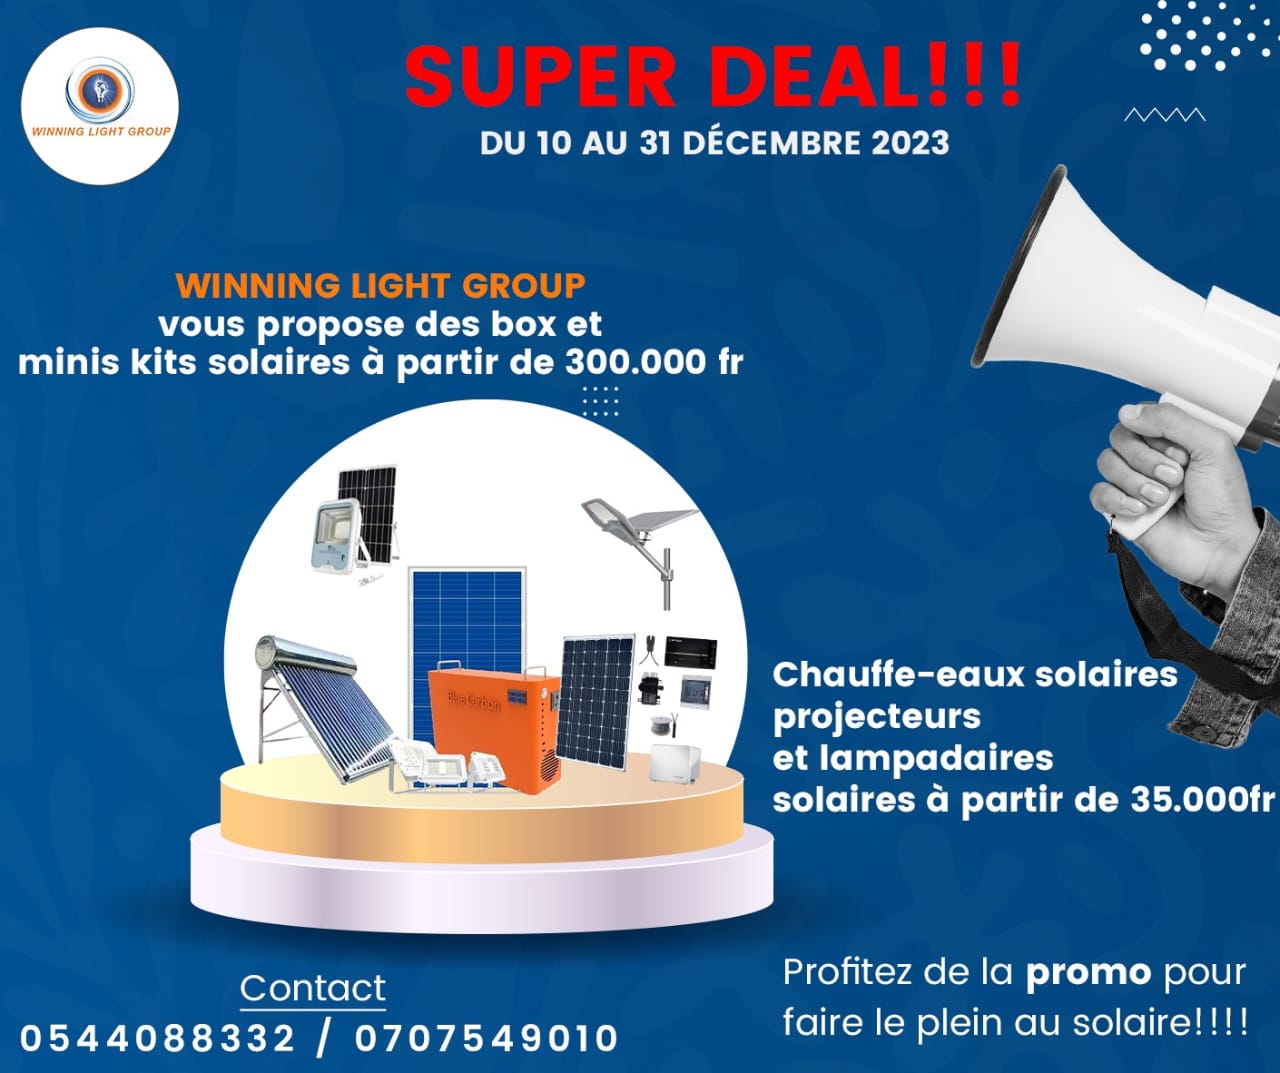 WINNING LIGHT GROUP
SUPER DEAL!!!
DU 10 AU 31 DÉCEMBRE 2023
WINNING LIGHT GROUP
vous propose des box et
minis kits solaires à partir de 300.000 fr
Blue Carbon
Chauffe-eaux solaires
projecteurs
et lampadaires
solaires à partir de 35.000fr
Contact
0544088332 / 0707549010
Profitez de la promo pour
faire le plein au solaire!!!!